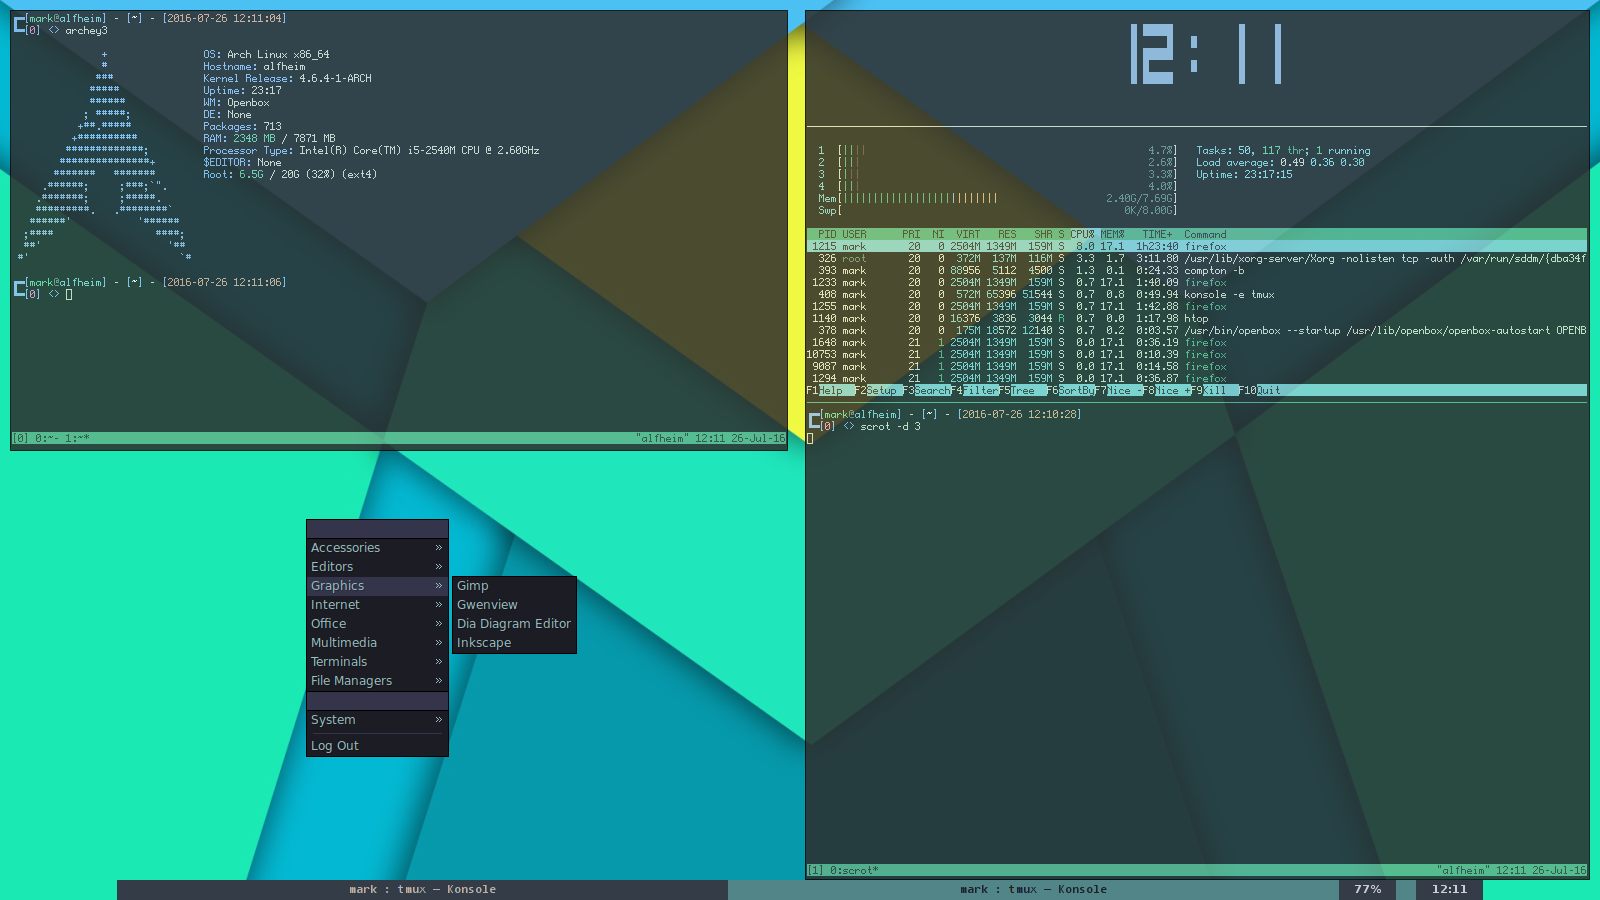 [mark@alfheim] - [~] - [2016-07-26 12:11:04]
[0] <> archey3
OS: Arch Linux x86_64
Hostname: alfheim
Kernel Release: 4.6.4-1-ARCH
Uptime: 23:17
WM: Openbox
DE: None
Packages: 713
RAM: 2348 MB / 7871 MB
Processor Type: Intel(R) Core(TM) i5-2540M CPU @ 2.60GHz
$EDITOR: None
Root: 6.5G / 20G (32%) (ext4)
[mark@alfheim] - [~] - [2016-07-26 12:11:06]
[0] <>
[0] 0:~- 1:~* "alfheim" 12:11 26-Jul-16
12:11
1 [|||| 4.7%] Tasks: 50, 117 thr; 1 running
2 [||| 2.6%] Load average: 0.49 0.36 0.30
3 [||| 3.3%] Uptime: 23:17:15
4 [||| 4.0%]
Mem[|||||||||||||||||||||||||| 2.40G/7.69G]
Swp[ 0K/8.00G]
PID USER PRI NI VIRT RES SHR S CPU% MEM% TIME+ Command
1215 mark 20 0 2504M 1349M 159M S 8.0 17.1 1h23:40 firefox
326 root 20 0 372M 137M 116M S 3.3 1.7 3:11.80 /usr/lib/xorg-server/Xorg -nolisten tcp -auth /var/run/sddm/{dba34f
393 mark 20 0 88956 5112 4500 S 1.3 0.1 0:24.33 compton -b
1233 mark 20 0 2504M 1349M 159M S 0.7 17.1 1:40.09 firefox
408 mark 20 0 572M 65396 51544 S 0.7 0.8 0:49.94 konsole -e tmux
1255 mark 20 0 2504M 1349M 159M S 0.7 17.1 1:42.88 firefox
1140 mark 20 0 16376 3836 3044 R 0.7 0.0 1:17.98 htop
378 mark 20 0 175M 18572 12140 S 0.7 0.2 0:03.57 /usr/bin/openbox --startup /usr/lib/openbox/openbox-autostart OPENB
1648 mark 21 1 2504M 1349M 159M S 0.0 17.1 0:36.19 firefox
10753 mark 21 1 2504M 1349M 159M S 0.0 17.1 0:10.39 firefox
9087 mark 21 1 2504M 1349M 159M S 0.0 17.1 0:14.58 firefox
1294 mark 21 1 2504M 1349M 159M S 0.0 17.1 0:36.87 firefox
F1Help F2Setup F3SearchF4FilterF5Tree F6SortByF7Nice -F8Nice +F9Kill F10Quit
[mark@alfheim] - [~] - [2016-07-26 12:10:28]
[0] <> scrot -d 3
[1] 0:scrot* "alfheim" 12:11 26-Jul-16
Accessories »
Editors »
Graphics »
Internet »
Office »
Multimedia »
Terminals »
File Managers »
System »
Log Out
Gimp
Gwenview
Dia Diagram Editor
Inkscape
mark : tmux — Konsole
mark : tmux — Konsole
77%
12:11